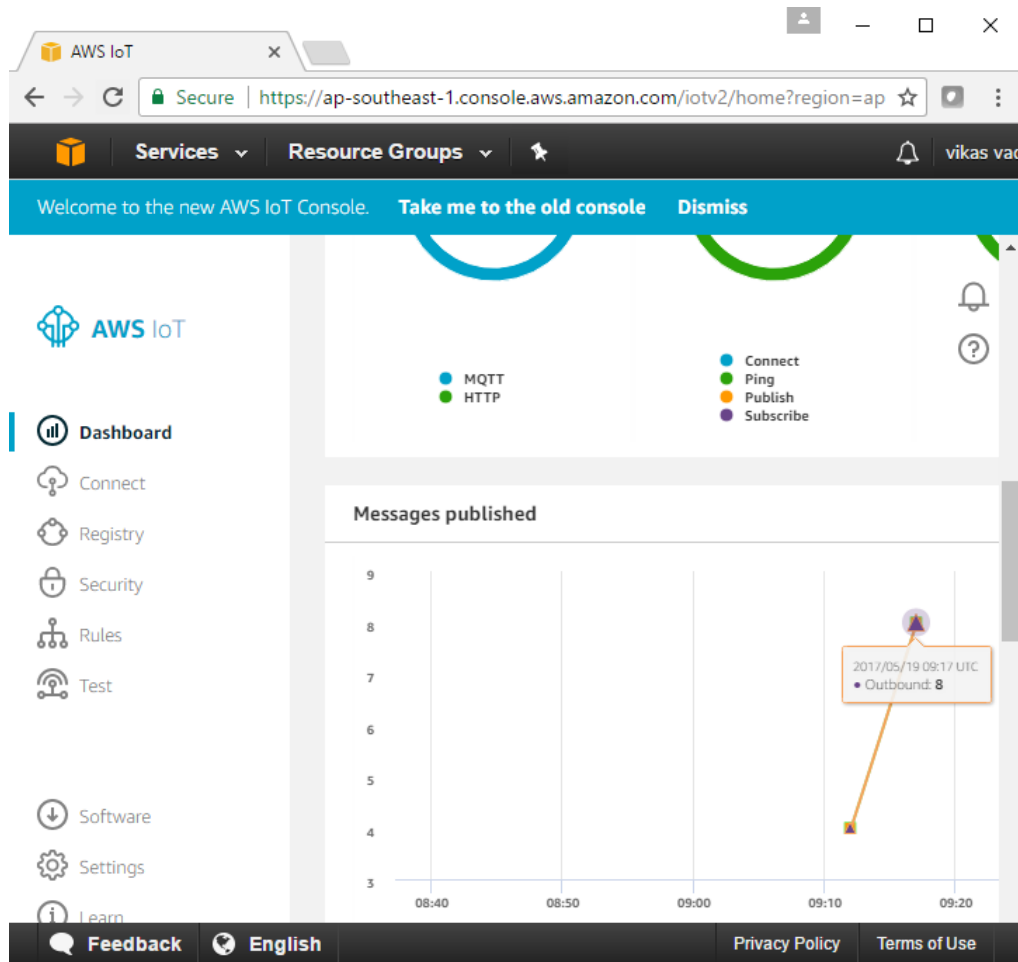 AWS IoT
Secure | https://ap-southeast-1.console.aws.amazon.com/iotv2/home?region=ap
Services Resource Groups vikas vac
Welcome to the new AWS IoT Console. Take me to the old console Dismiss
AWS IoT
Dashboard
Connect
Registry
Security
Rules
Test
Software
Settings
Learn
MQTT
HTTP
Connect
Ping
Publish
Subscribe
Messages published
9
8
7
6
5
4
3
2017/05/19 09:17 UTC
Outbound: 8
08:40 08:50 09:00 09:10 09:20
Feedback English Privacy Policy Terms of Use